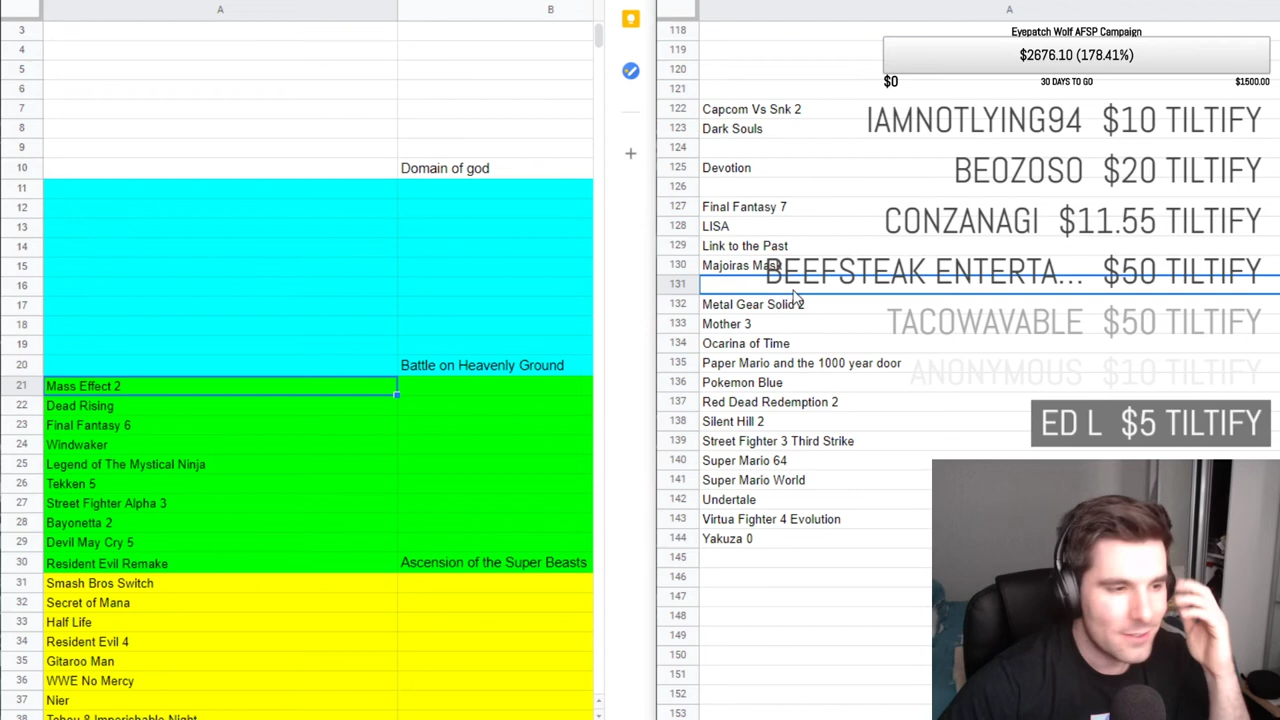 A
B
3
4
5
6
7
8
9
10 Domain of god
11
12
13
14
15
16
17
18
19
20 Battle on Heavenly Ground
21 Mass Effect 2
22 Dead Rising
23 Final Fantasy 6
24 Windwaker
25 Legend of The Mystical Ninja
26 Tekken 5
27 Street Fighter Alpha 3
28 Bayonetta 2
29 Devil May Cry 5
30 Resident Evil Remake Ascension of the Super Beasts
31 Smash Bros Switch
32 Secret of Mana
33 Half Life
34 Resident Evil 4
35 Gitaroo Man
36 WWE No Mercy
37 Nier
38 Tohou 8 Imperishable Night
A
118
119
120
121
122 Capcom Vs Snk 2
123 Dark Souls
124
125 Devotion
126
127 Final Fantasy 7
128 LISA
129 Link to the Past
130 Majoiras Mask
131
132 Metal Gear Solid 2
133 Mother 3
134 Ocarina of Time
135 Paper Mario and the 1000 year door
136 Pokemon Blue
137 Red Dead Redemption 2
138 Silent Hill 2
139 Street Fighter 3 Third Strike
140 Super Mario 64
141 Super Mario World
142 Undertale
143 Virtua Fighter 4 Evolution
144 Yakuza 0
145
146
147
148
149
150
151
152
153
Eyepatch Wolf AFSP Campaign
$2676.10 (178.41%)
$0 30 DAYS TO GO $1500.00
IAMNOTLYING94 $10 TILTIFY
BEOZOSO $20 TILTIFY
CONZANAGI $11.55 TILTIFY
BEEFSTEAK ENTERTA... $50 TILTIFY
TACOWAVABLE $50 TILTIFY
ANONYMOUS $10 TILTIFY
ED L $5 TILTIFY